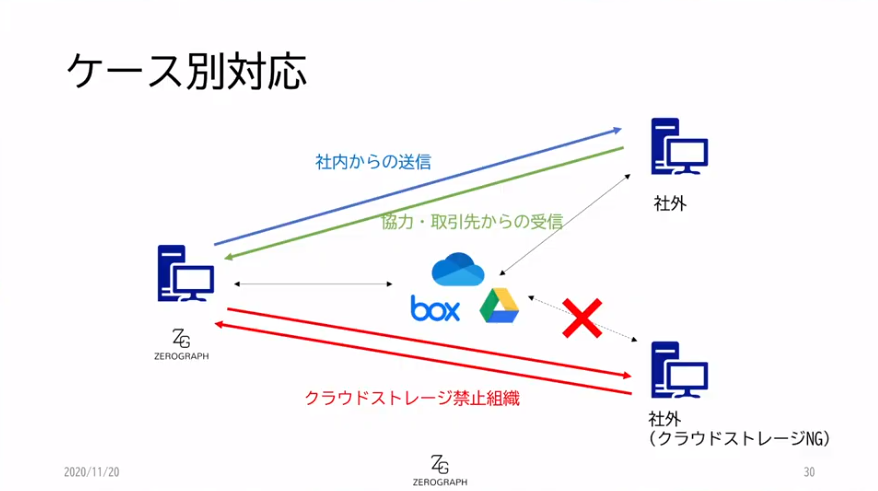 ケース別対応
社内からの送信
社外
協力・取引先からの受信
box
ZG
ZEROGRAPH
クラウドストレージ禁止組織
社外
（クラウドストレージNG）
2020/11/20
ZG
ZEROGRAPH
30